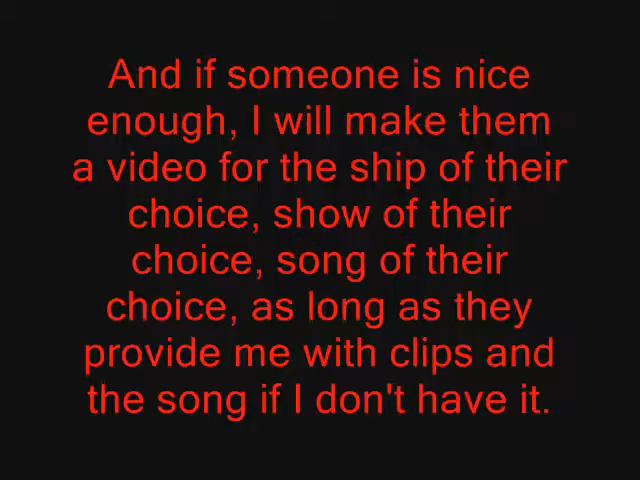 And if someone is nice
enough, I will make them
a video for the ship of their
choice, show of their
choice, song of their
choice, as long as they
provide me with clips and
the song if I don't have it.